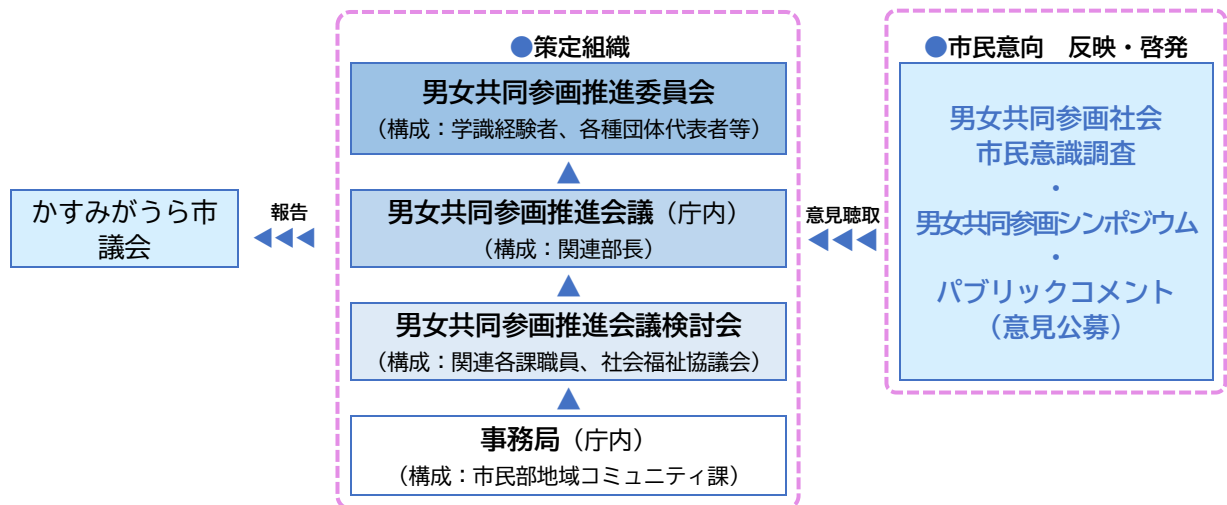 ●策定組織
男女共同参画推進委員会
（構成：学識経験者、各種団体代表者等）
▲
男女共同参画推進会議（庁内）
（構成：関連部長）
▲
男女共同参画推進会議検討会
（構成：関連各課職員、社会福祉協議会）
▲
事務局（庁内）
（構成：市民部地域コミュニティ課）
報告
◀◀◀
かすみがうら市
議会
意見聴取
◀◀◀
●市民意向　反映・啓発
男女共同参画社会
市民意識調査
・
男女共同参画シンポジウム
・
パブリックコメント
（意見公募）